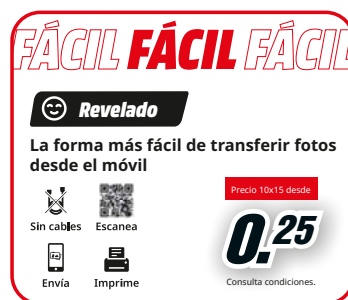 FÁCIL FÁCIL FÁCIL
Revelado
La forma más fácil de transferir fotos
desde el móvil
Sin cables Escanea
Envía Imprime
Precio 10x15 desde
0.25
Consulta condiciones.